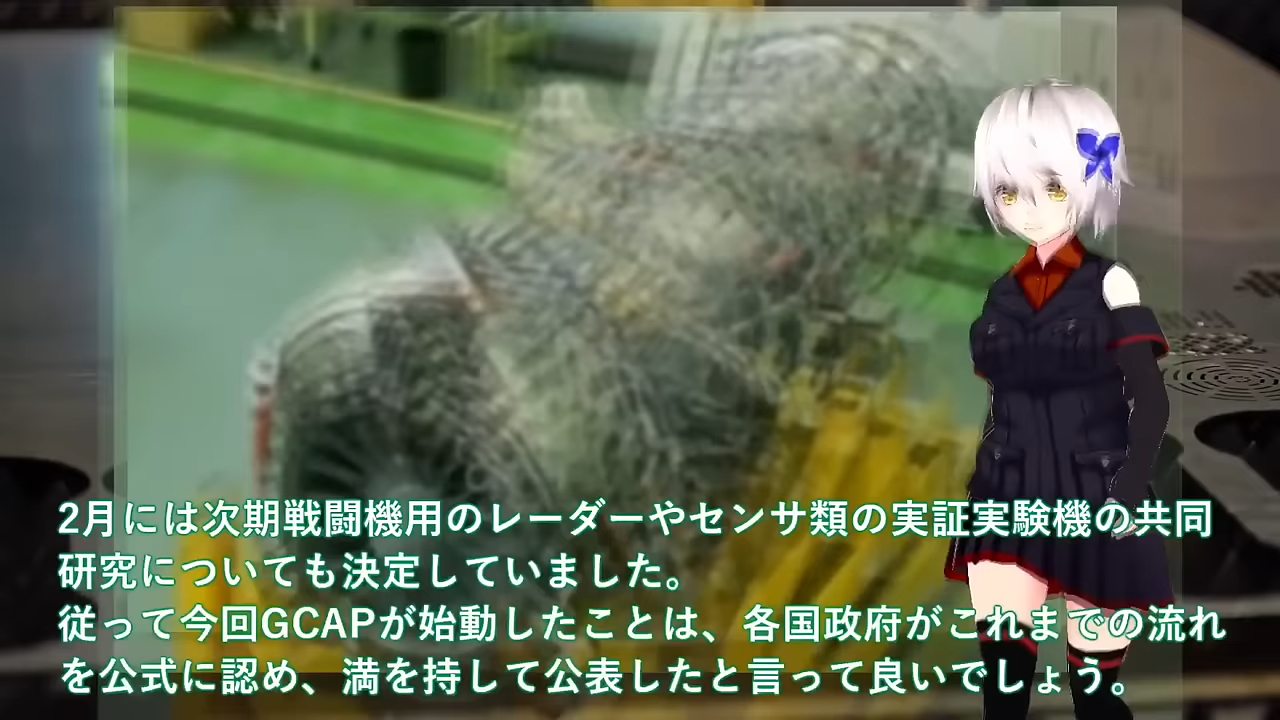 2月には次期戦闘機用のレーダーやセンサ類の実証実験機の共同
研究についても決定していました。
従って今回GCAPが始動したことは、各国政府がこれまでの流れ
を公式に認め、満を持して公表したと言って良いでしょう。